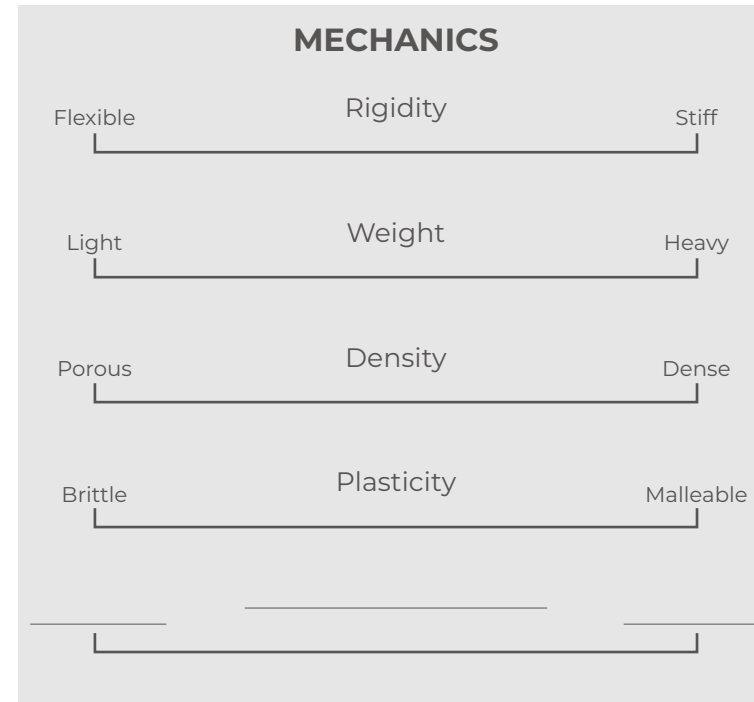 MECHANICS
Rigidity
Flexible Stiff
Weight
Light Heavy
Density
Porous Dense
Plasticity
Brittle Malleable